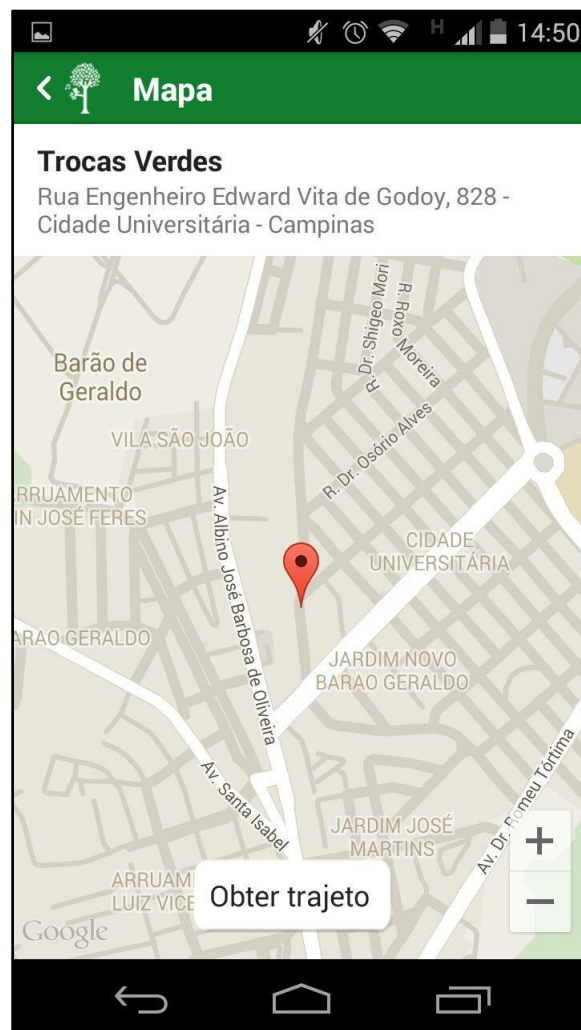 H 14:50
Mapa
Trocas Verdes
Rua Engenheiro Edward Vita de Godoy, 828 -
Cidade Universitária - Campinas
R. Dr. Shigeo Mori
R. Roxo Moreira
Barão de
Geraldo
VILA SÃO JOÃO
R. Dr. Osório Alves
RRUAMENTO
IN JOSÉ FERES
Av. Albino José Barbosa de Oliveira
CIDADE
UNIVERSITÁRIA
ARAO GERALDO
JARDIM NOVO
BARAO GERALDO
Av. Santa Isabel
Av. Dr. Romeu Tórtima
JARDIM JOSÉ
MARTINS
+
ARRUAM
LUIZ VICE
Obter trajeto
−
Google